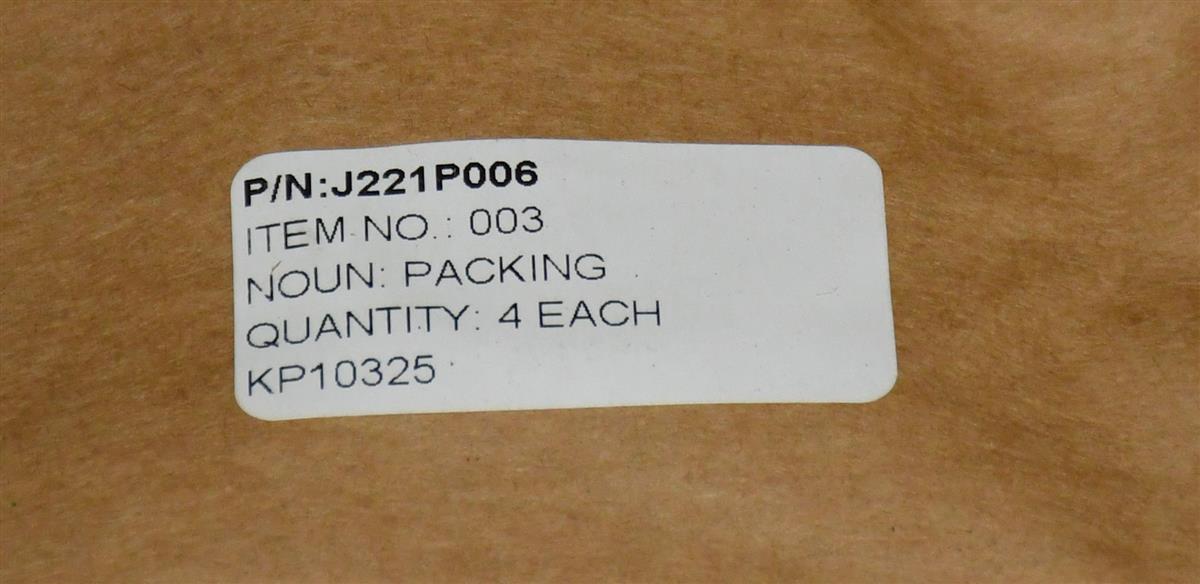 P/N:J221P006
ITEM NO.: 003
NOUN: PACKING
QUANTITY: 4 EACH
KP10325